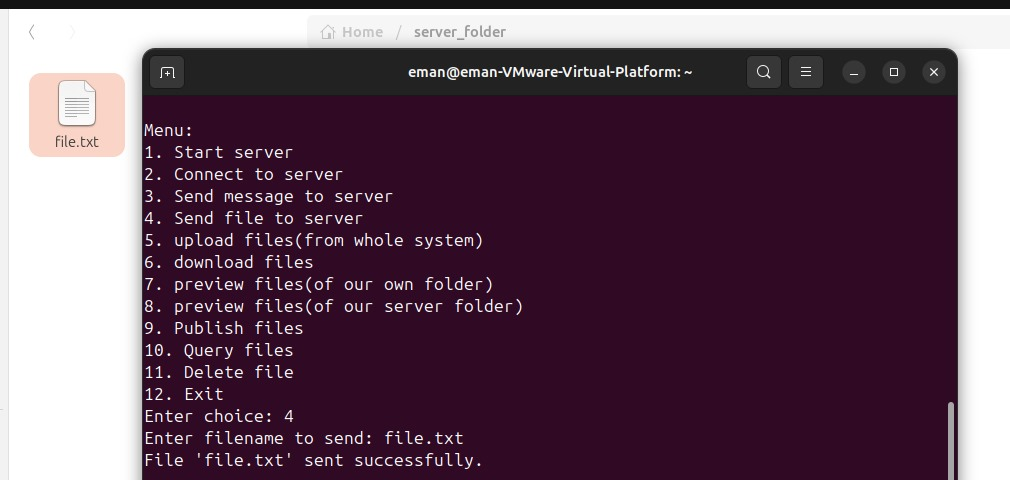 Home / server_folder
file.txt
eman@eman-VMware-Virtual-Platform: ~
Menu:
1. Start server
2. Connect to server
3. Send message to server
4. Send file to server
5. upload files(from whole system)
6. download files
7. preview files(of our own folder)
8. preview files(of our server folder)
9. Publish files
10. Query files
11. Delete file
12. Exit
Enter choice: 4
Enter filename to send: file.txt
File 'file.txt' sent successfully.